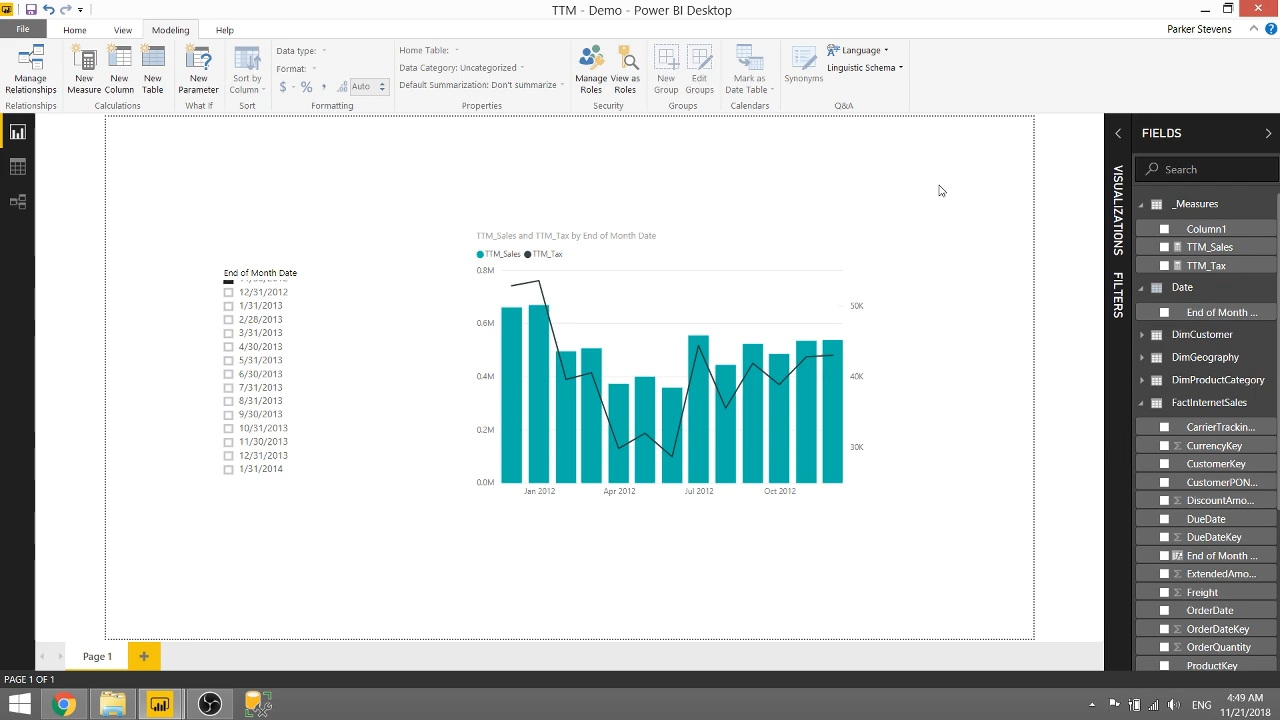 TTM - Demo - Power BI Desktop
File
Home
View
Modeling
Help
Parker Stevens
Manage Relationships
New Measure
New Column
New Table
New Parameter
Sort by Column
Data type:
Format:
$ % , .00 Auto
Home Table:
Data Category: Uncategorized
Default Summarization: Don't summarize
Manage Roles
View as Roles
New Group
Edit Groups
Mark as Date Table
Synonyms
Language
Linguistic Schema
Relationships
Calculations
What If
Sort
Formatting
Properties
Security
Groups
Calendars
Q&A
End of Month Date
11/30/2012
12/31/2012
1/31/2013
2/28/2013
3/31/2013
4/30/2013
5/31/2013
6/30/2013
7/31/2013
8/31/2013
9/30/2013
10/31/2013
11/30/2013
12/31/2013
1/31/2014
TTM_Sales and TTM_Tax by End of Month Date
TTM_Sales
TTM_Tax
0.8M
0.6M
0.4M
0.2M
0.0M
50K
40K
30K
Jan 2012
Apr 2012
Jul 2012
Oct 2012
VISUALIZATIONS
FILTERS
FIELDS
Search
_Measures
Column1
TTM_Sales
TTM_Tax
Date
End of Month ...
DimCustomer
DimGeography
DimProductCategory
FactInternetSales
CarrierTrackin...
CurrencyKey
CustomerKey
CustomerPON...
DiscountAmo...
DueDate
DueDateKey
End of Month ...
ExtendedAmo...
Freight
OrderDate
OrderDateKey
OrderQuantity
ProductKey
Page 1
PAGE 1 OF 1
ENG
4:49 AM
11/21/2018